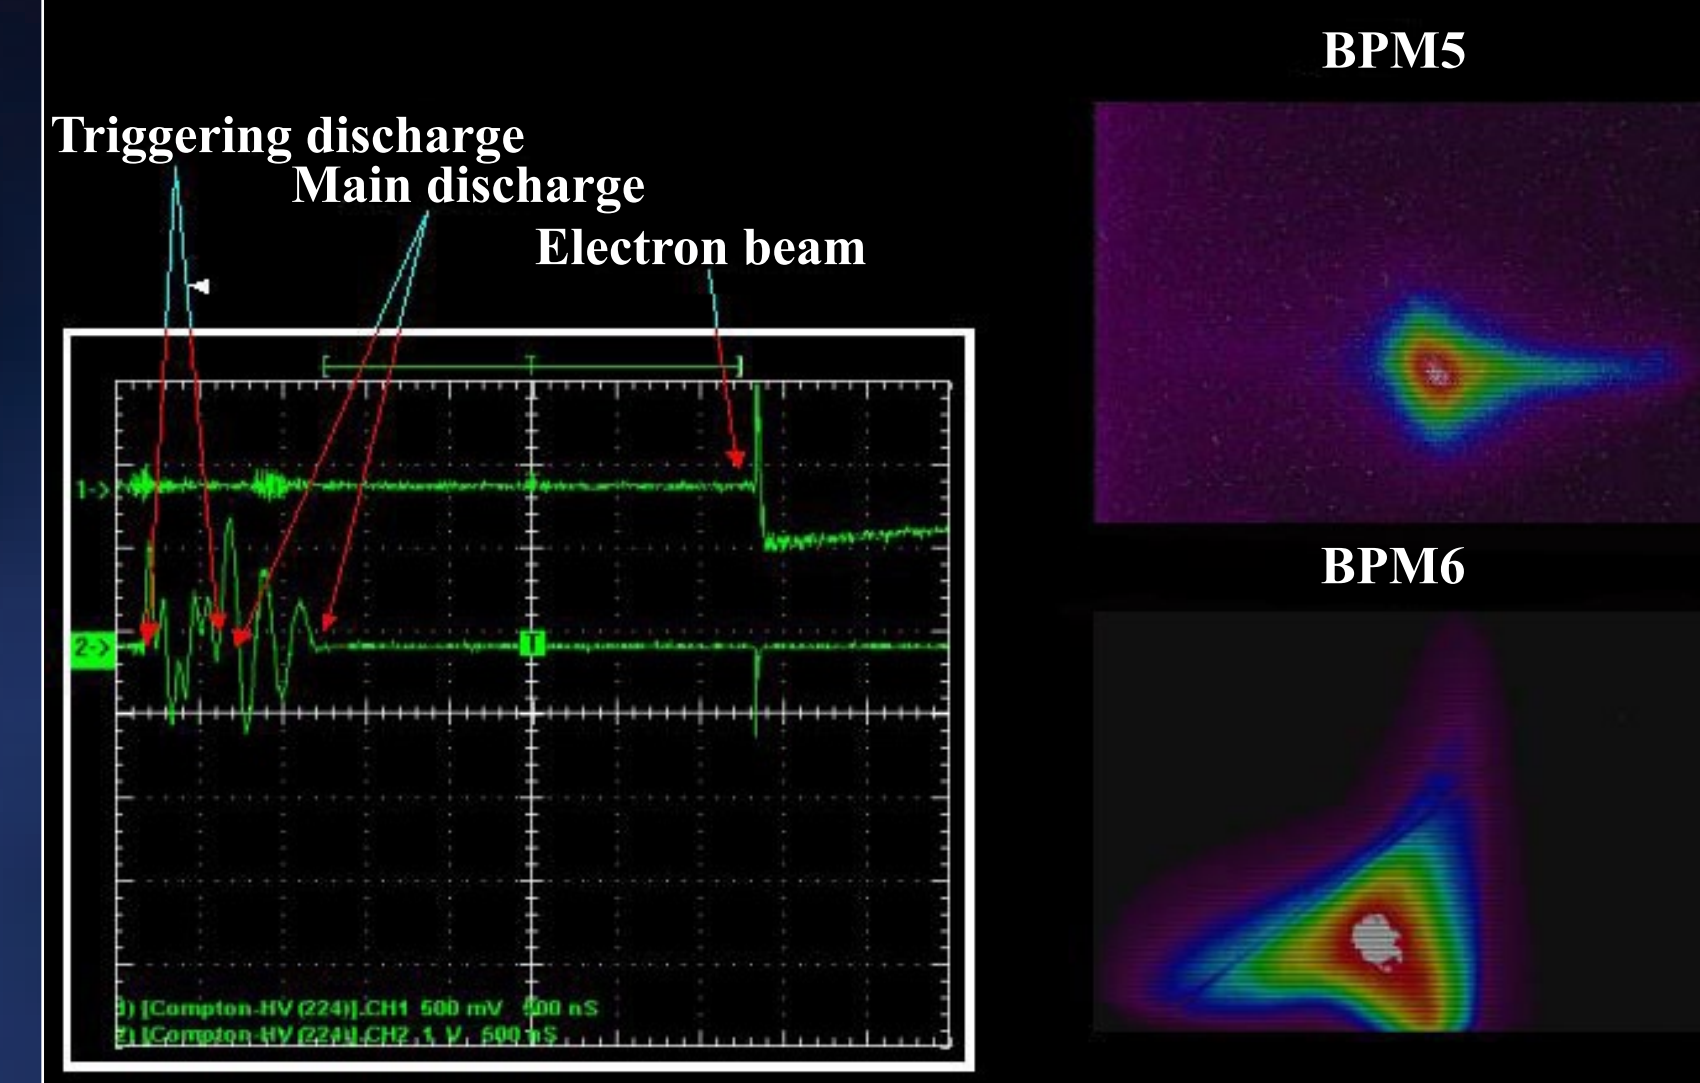 BPM5
Triggering discharge
Main discharge
Electron beam
1->
2->
T
BPM6
1) [Compton-HV (224)].CH1 500 mV 500 nS
2) [Compton-HV (224)].CH2 1 V 500 nS